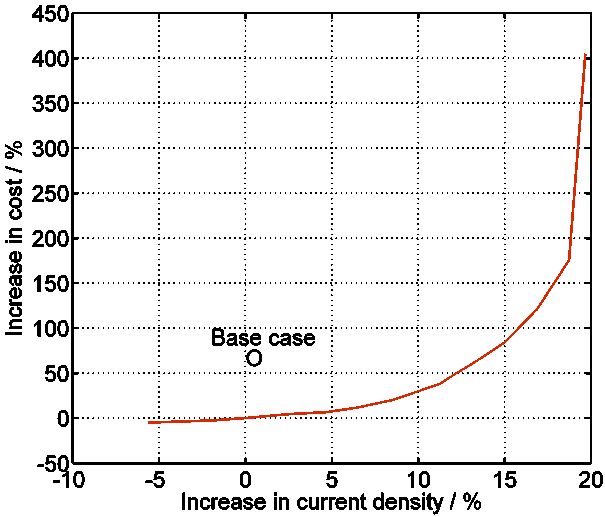 450
400
350
300
250
200
150
100
50
0
-50
Increase in cost / %
Base case
O
-10 -5 0 5 10 15 20
Increase in current density / %